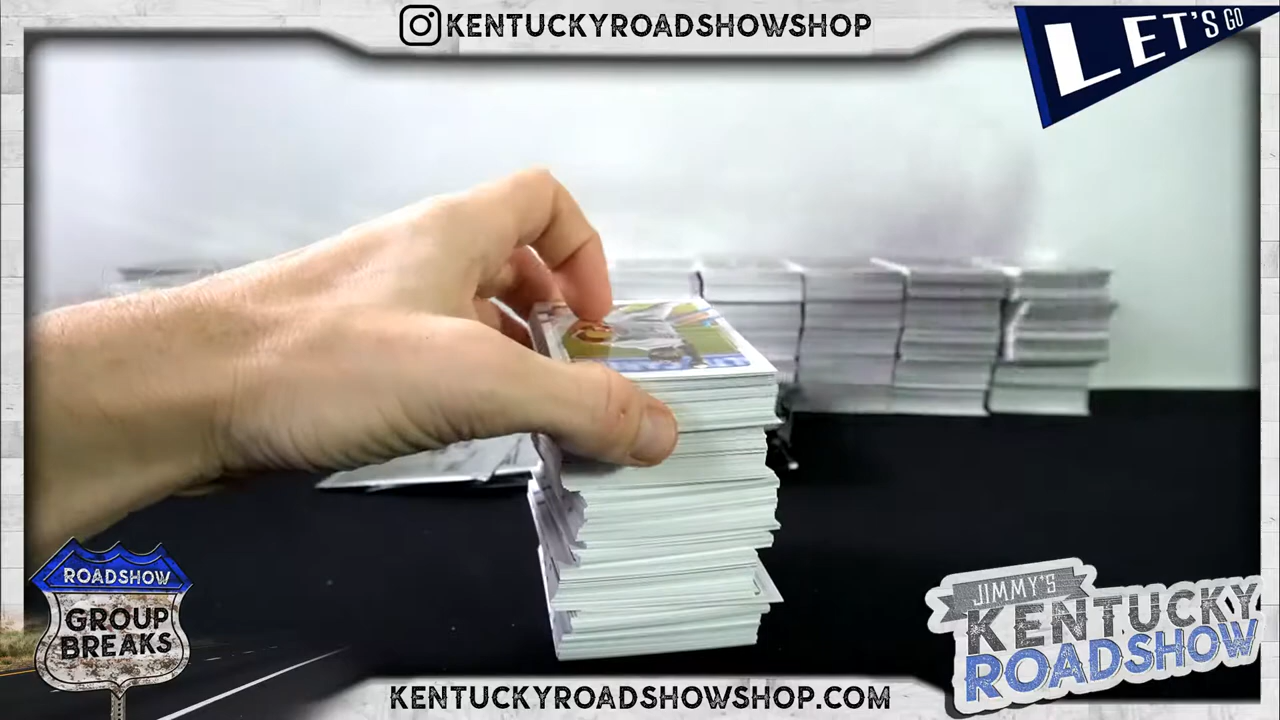 KENTUCKYROADSHOWSHOP
LET'S GO
ROADSHOW
GROUP
BREAKS
JIMMY'S
KENTUCKY
ROADSHOW
KENTUCKYROADSHOWSHOP.COM